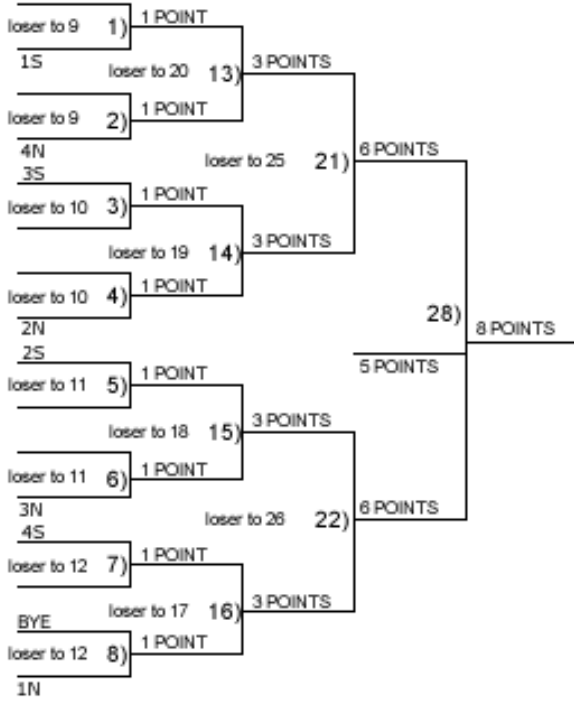 1 POINT
loser to 9 1)
1S
3 POINTS
loser to 20 13)
1 POINT
loser to 9 2)
4N
6 POINTS
loser to 25 21)
3S
1 POINT
loser to 10 3)
3 POINTS
loser to 19 14)
1 POINT
loser to 10 4)
2N
28)
8 POINTS
5 POINTS
2S
1 POINT
loser to 11 5)
3 POINTS
loser to 18 15)
1 POINT
loser to 11 6)
3N
6 POINTS
loser to 26 22)
4S
1 POINT
loser to 12 7)
3 POINTS
loser to 17 16)
BYE
1 POINT
loser to 12 8)
1N